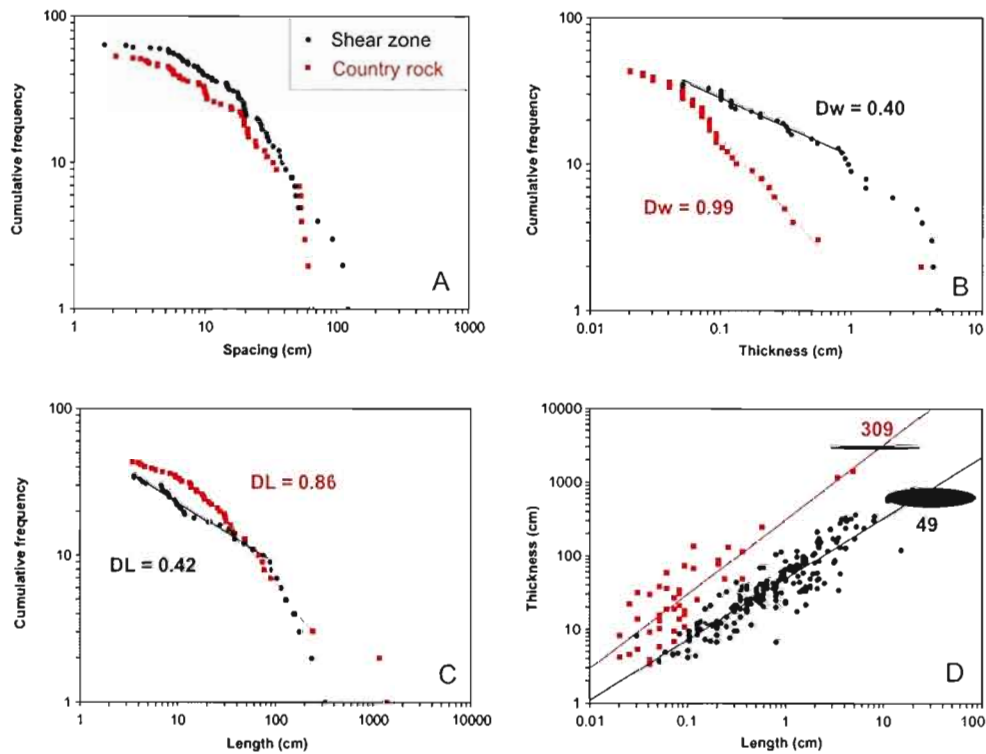 100
10
1
Cumulative frequency
1 10 100 1000
Spacing (cm)
Shear zone
Country rock
A
100
10
1
Cumulative frequency
0.01 0.1 1 10
Thickness (cm)
Dw = 0.40
Dw = 0.99
B
100
10
1
Cumulative frequency
1 10 100 1000 10000
Length (cm)
DL = 0.86
DL = 0.42
C
10000
1000
100
10
1
Thickness (cm)
0.01 0.1 1 10 100
Length (cm)
309
49
D